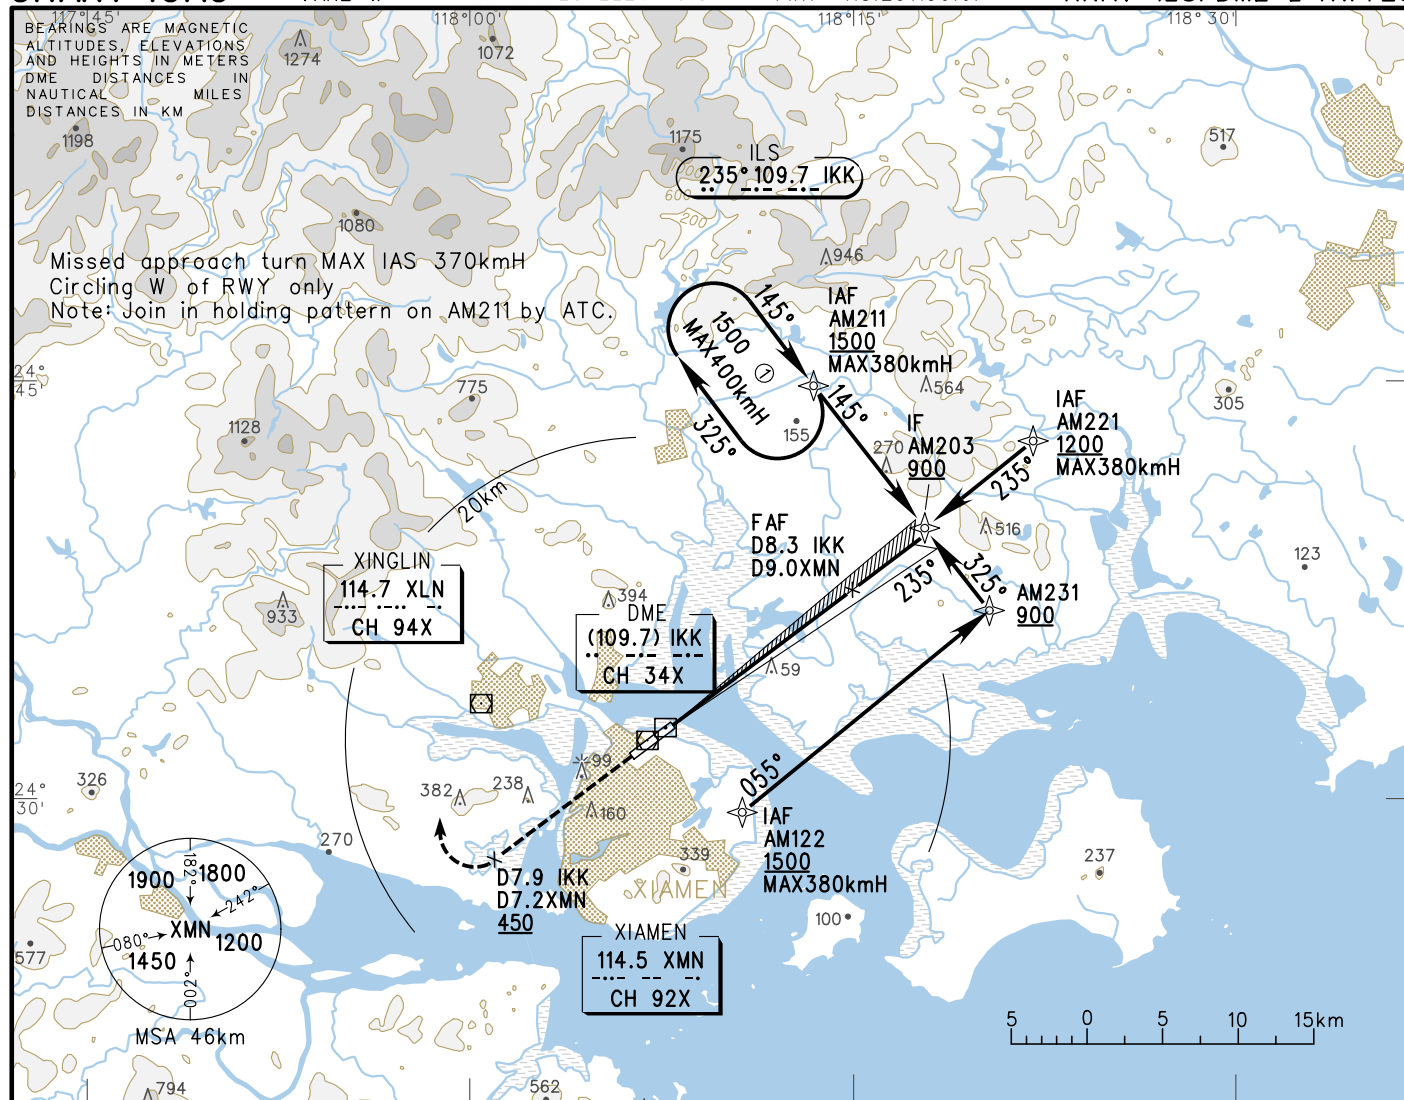 117°45'
118°00'
118°15'
118°30'
BEARINGS ARE MAGNETIC
ALTITUDES, ELEVATIONS
AND HEIGHTS IN METERS
DME DISTANCES IN
NAUTICAL MILES
DISTANCES IN KM
1274
1072
1198
1175
517
ILS
235° 109.7 IKK
600
200
1080
946
Missed approach turn MAX IAS 370kmH
Circling W of RWY only
Note: Join in holding pattern on AM211 by ATC.
145°
1500 ①
MAX400kmH
325°
IAF
AM211
1500
MAX380kmH
24°
45'
775
564
305
145°
155
1128
IF
AM203
900
270
IAF
AM221
1200
MAX380kmH
235°
20km
FAF
D8.3 IKK
D9.0XMN
516
123
XINGLIN
114.7 XLN
CH 94X
235°
325°
AM231
900
933
394
DME
(109.7) IKK
CH 34X
59
99
055°
326
24°
30'
382
238
160
IAF
AM122
1500
MAX380kmH
270
339
237
XIAMEN
D7.9 IKK
D7.2XMN
450
100
182°
1900
1800
242°
XMN
080°
1200
1450
002°
MSA 46km
577
XIAMEN
114.5 XMN
CH 92X
5 0 5 10 15km
794
562